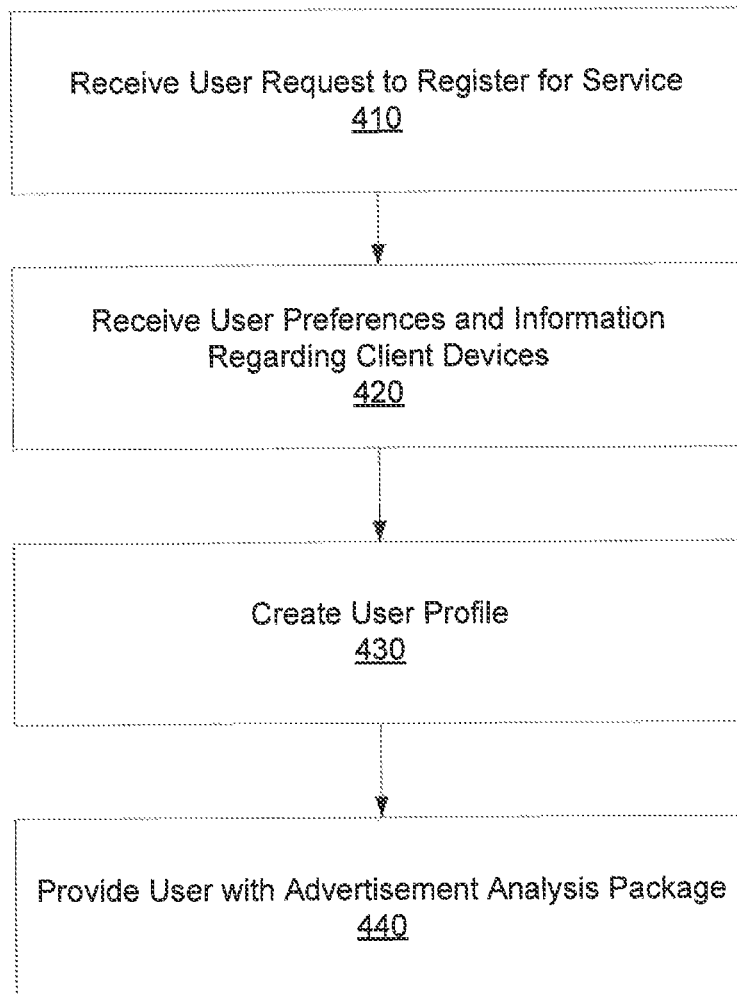 Receive User Request to Register for Service
410
Receive User Preferences and Information
Regarding Client Devices
420
Create User Profile
430
Provide User with Advertisement Analysis Package
440